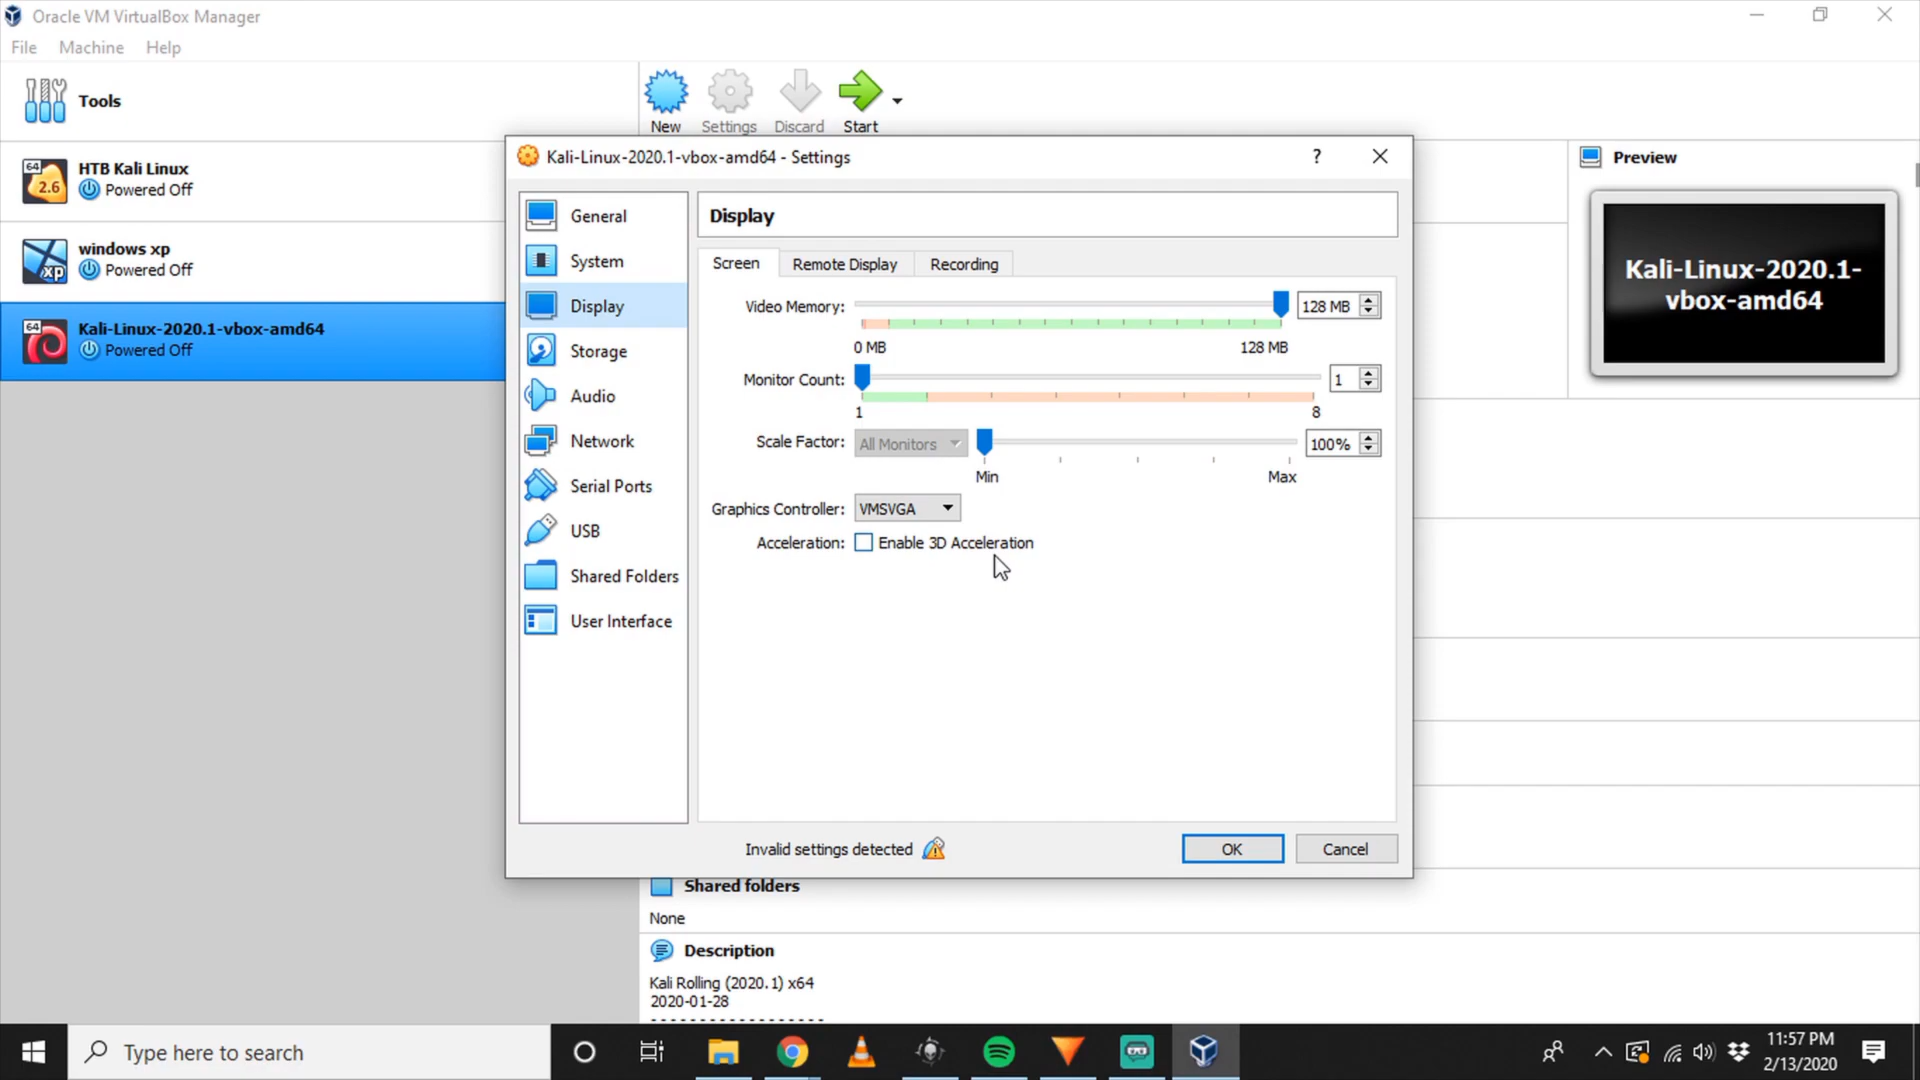 Oracle VM VirtualBox Manager
File Machine Help
Tools
New Settings Discard Start
64
2.6
HTB Kali Linux
Powered Off
xp
windows xp
Powered Off
64
Kali-Linux-2020.1-vbox-amd64
Powered Off
Kali-Linux-2020.1-vbox-amd64 - Settings
?
General
System
Display
Storage
Audio
Network
Serial Ports
USB
Shared Folders
User Interface
Display
Screen Remote Display Recording
Video Memory: 128 MB
0 MB 128 MB
Monitor Count: 1
1 8
Scale Factor: All Monitors 100%
Min Max
Graphics Controller: VMSVGA
Acceleration: Enable 3D Acceleration
Invalid settings detected
OK Cancel
Preview
Kali-Linux-2020.1-
vbox-amd64
Shared folders
None
Description
Kali Rolling (2020.1) x64
2020-01-28
- - - - - - - - - - - - - - - - - -
Type here to search
11:57 PM
2/13/2020